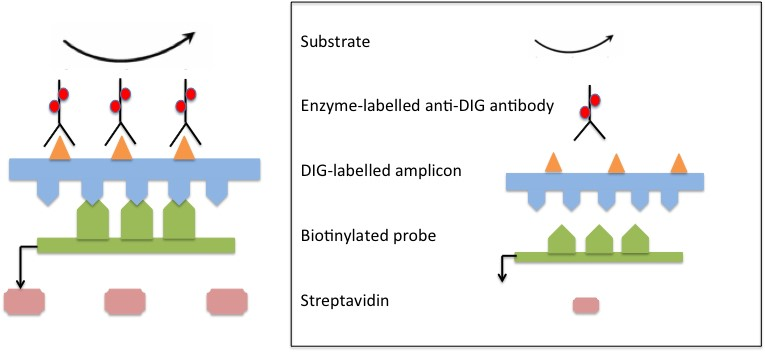 Substrate
Enzyme-labelled anti-DIG antibody
DIG-labelled amplicon
Biotinylated probe
Streptavidin